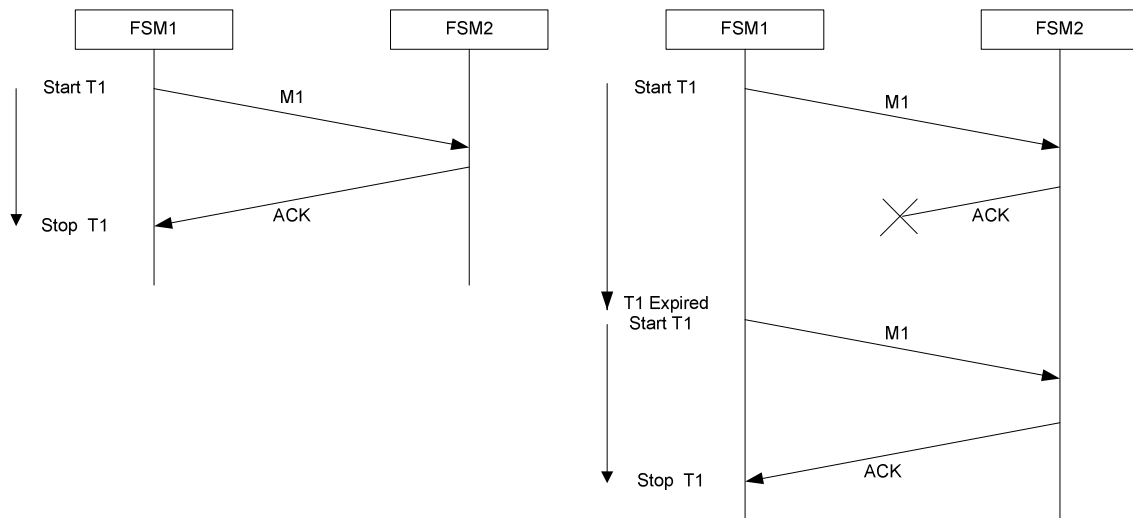 FSM1
FSM2
Start T1
M1
ACK
Stop T1
FSM1
FSM2
Start T1
M1
ACK
T1 Expired
Start T1
M1
ACK
Stop T1